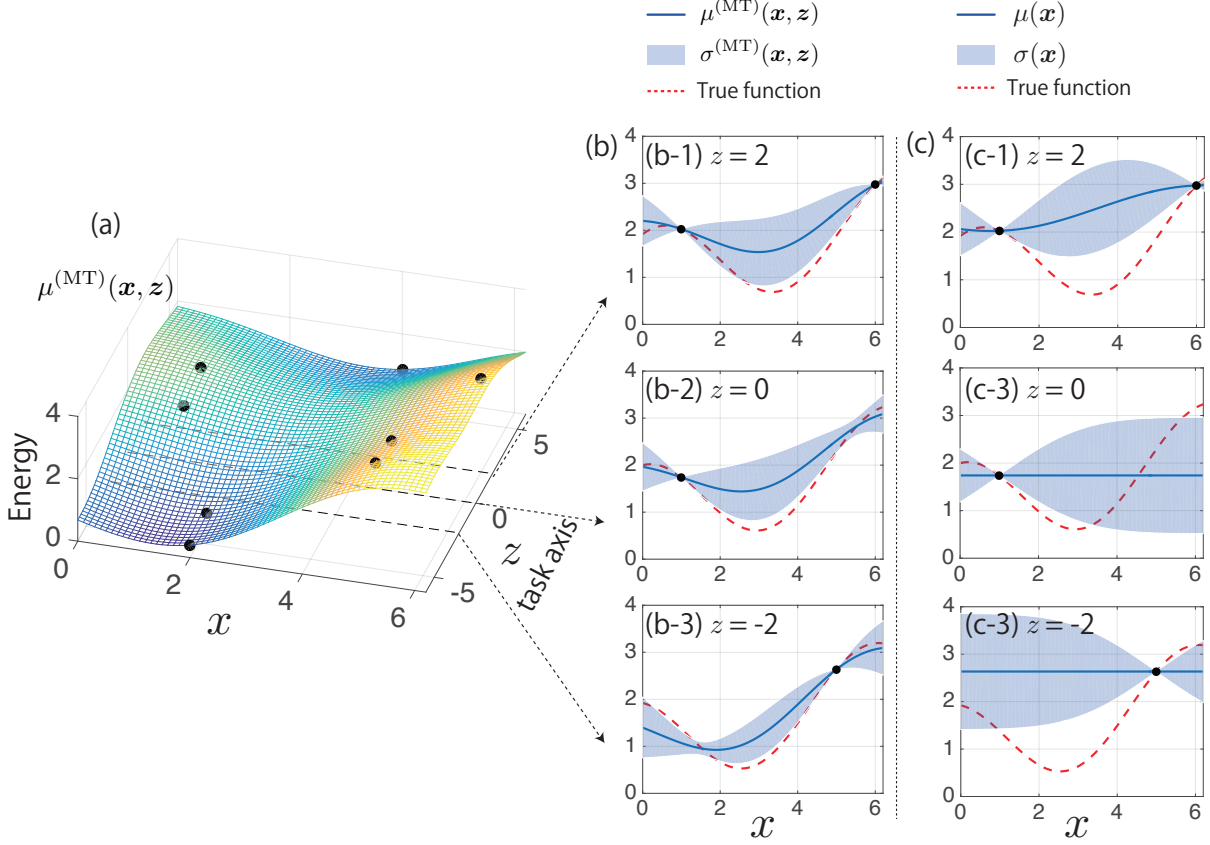 μ^(MT)(x, z)
σ^(MT)(x, z)
True function
μ(x)
σ(x)
True function
(a)
μ^(MT)(x, z)
Energy
4
2
0
0
2
4
6
x
5
0
-5
z
task axis
(b)
(b-1) z = 2
4
3
2
1
0
0 2 4 6
(b-2) z = 0
4
3
2
1
0
0 2 4 6
(b-3) z = -2
4
3
2
1
0
0 2 4 6
x
(c)
(c-1) z = 2
4
3
2
1
0
0 2 4 6
(c-3) z = 0
4
3
2
1
0
0 2 4 6
(c-3) z = -2
4
3
2
1
0
0 2 4 6
x